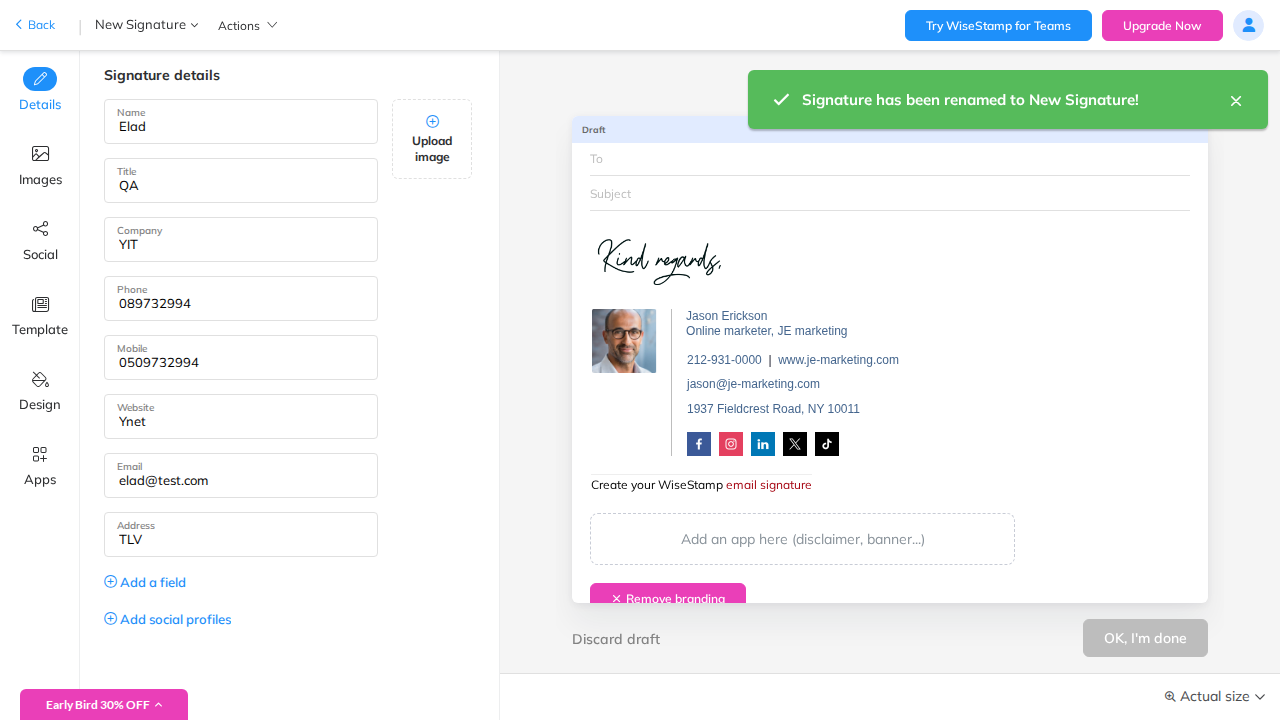 Back
New Signature
Actions
Try WiseStamp for Teams
Upgrade Now
Details
Images
Social
Template
Design
Apps
Signature details
Name
Elad
Title
QA
Company
YIT
Phone
089732994
Mobile
0509732994
Website
Ynet
Email
elad@test.com
Address
TLV
Upload
image
Add a field
Add social profiles
Early Bird 30% OFF
Signature has been renamed to New Signature!
Draft
To
Subject
Kind regards,
Jason Erickson
Online marketer, JE marketing
212-931-0000 | www.je-marketing.com
jason@je-marketing.com
1937 Fieldcrest Road, NY 10011
Create your WiseStamp email signature
Add an app here (disclaimer, banner...)
Remove branding
Discard draft
OK, I'm done
Actual size